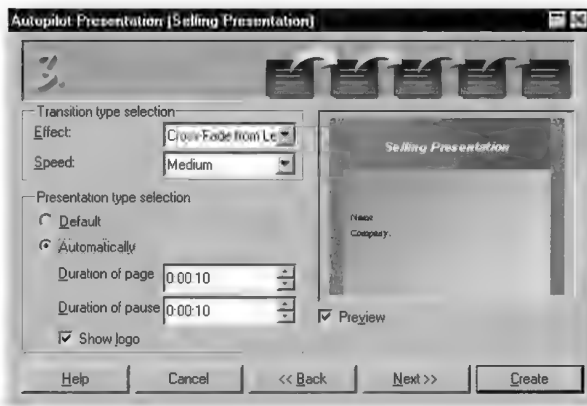 Autopilot Presentation [Selling Presentation]
3.
Transition type selection
Effect: Cross-Fade from Le
Speed: Medium
Presentation type selection
Default
Automatically
Duration of page 0:00:10
Duration of pause 0:00:10
Show logo
Selling Presentation
Name
Company.
Preview
Help Cancel << Back Next >> Create